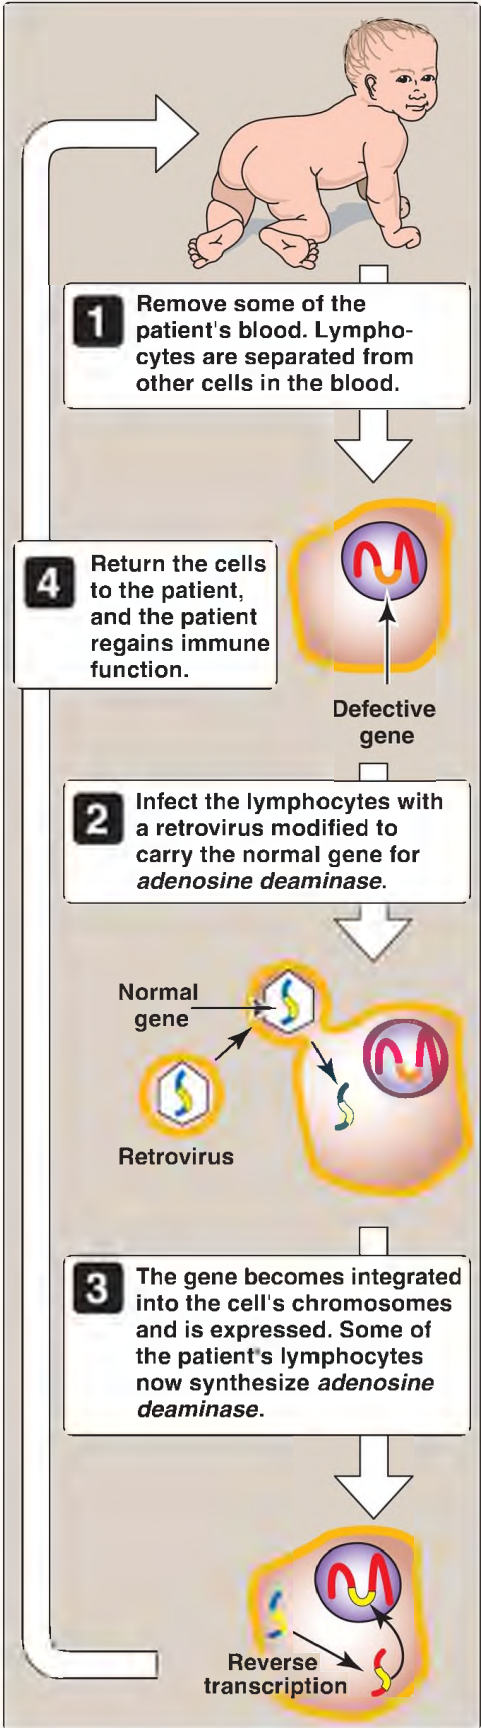 1
Remove some of the
patient's blood. Lympho-
cytes are separated from
other cells in the blood.
4
Return the cells
to the patient,
and the patient
regains immune
function.
Defective
gene
2
Infect the lymphocytes with
a retrovirus modified to
carry the normal gene for
adenosine deaminase.
Normal
gene
Retrovirus
3
The gene becomes integrated
into the cell's chromosomes
and is expressed. Some of
the patient's lymphocytes
now synthesize adenosine
deaminase.
Reverse
transcription